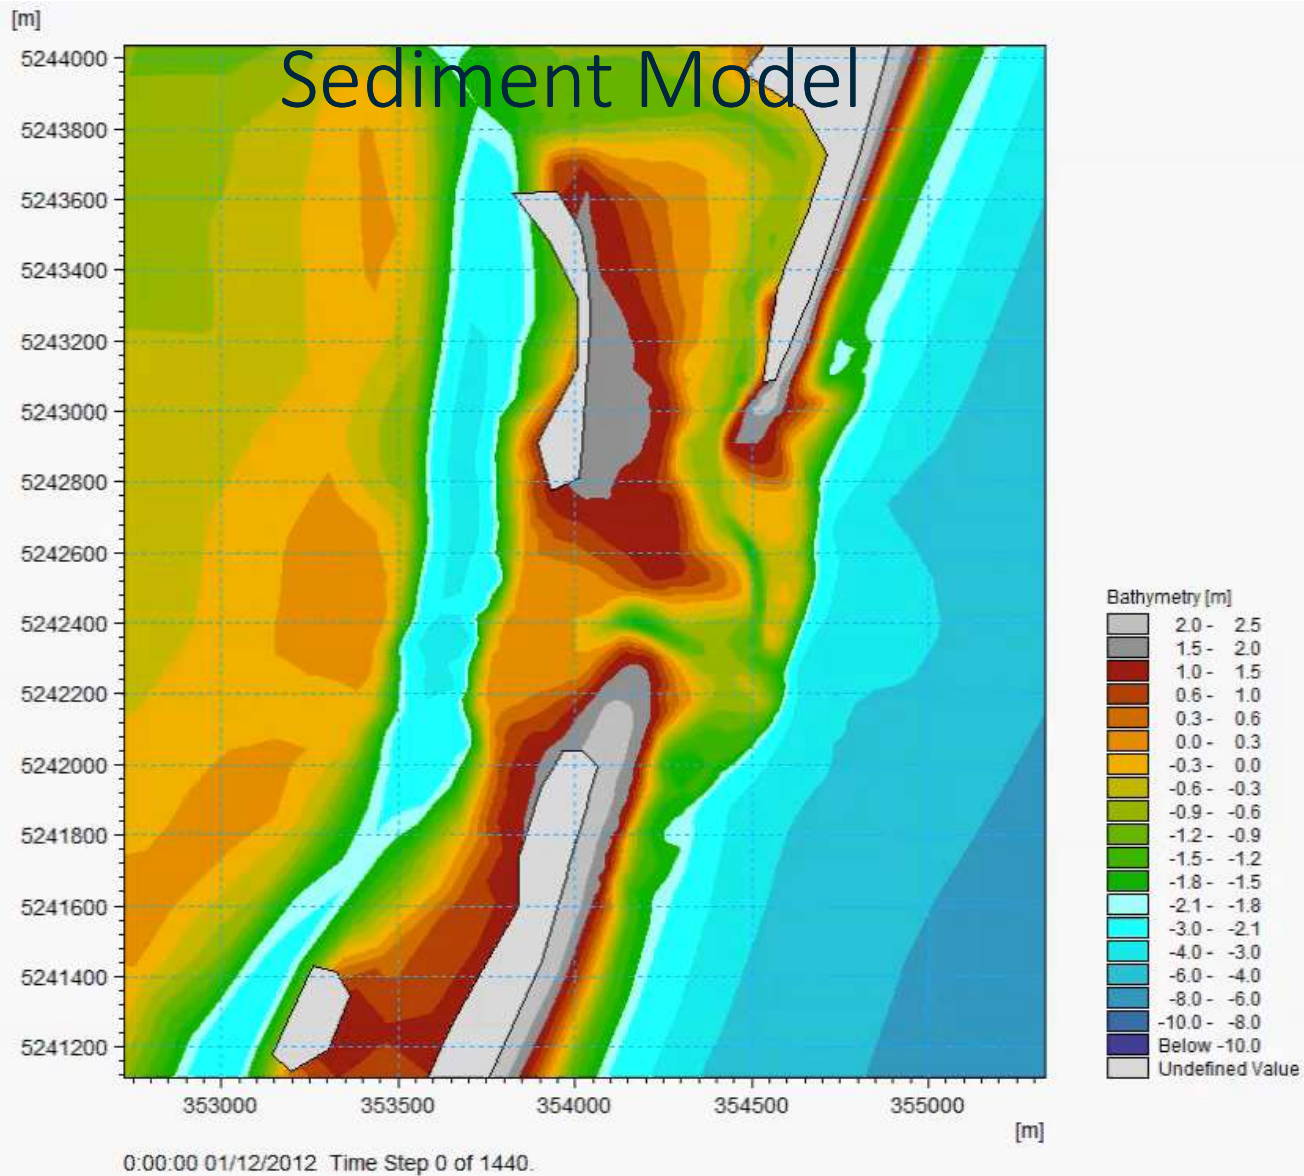 [m]
Sediment Model
5244000
5243800
5243600
5243400
5243200
5243000
5242800
5242600
5242400
5242200
5242000
5241800
5241600
5241400
5241200
353000 353500 354000 354500 355000
[m]
Bathymetry [m]
2.0 - 2.5
1.5 - 2.0
1.0 - 1.5
0.6 - 1.0
0.3 - 0.6
0.0 - 0.3
-0.3 - 0.0
-0.6 - -0.3
-0.9 - -0.6
-1.2 - -0.9
-1.5 - -1.2
-1.8 - -1.5
-2.1 - -1.8
-3.0 - -2.1
-4.0 - -3.0
-6.0 - -4.0
-8.0 - -6.0
-10.0 - -8.0
Below -10.0
Undefined Value
0:00:00 01/12/2012 Time Step 0 of 1440.